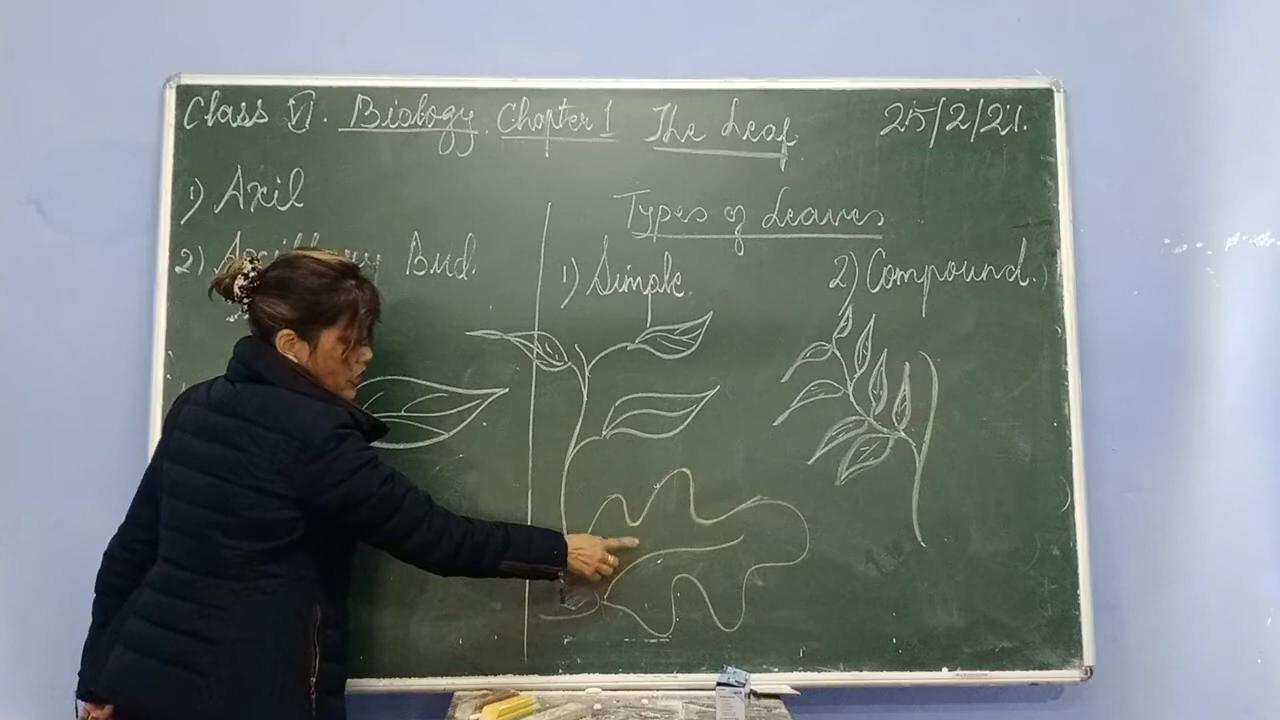 Class VI. Biology Chapter 1 The Leaf 25/2/21.
1) Axil
2) Bud.
Types of Leaves
1) Simple 2) Compound.